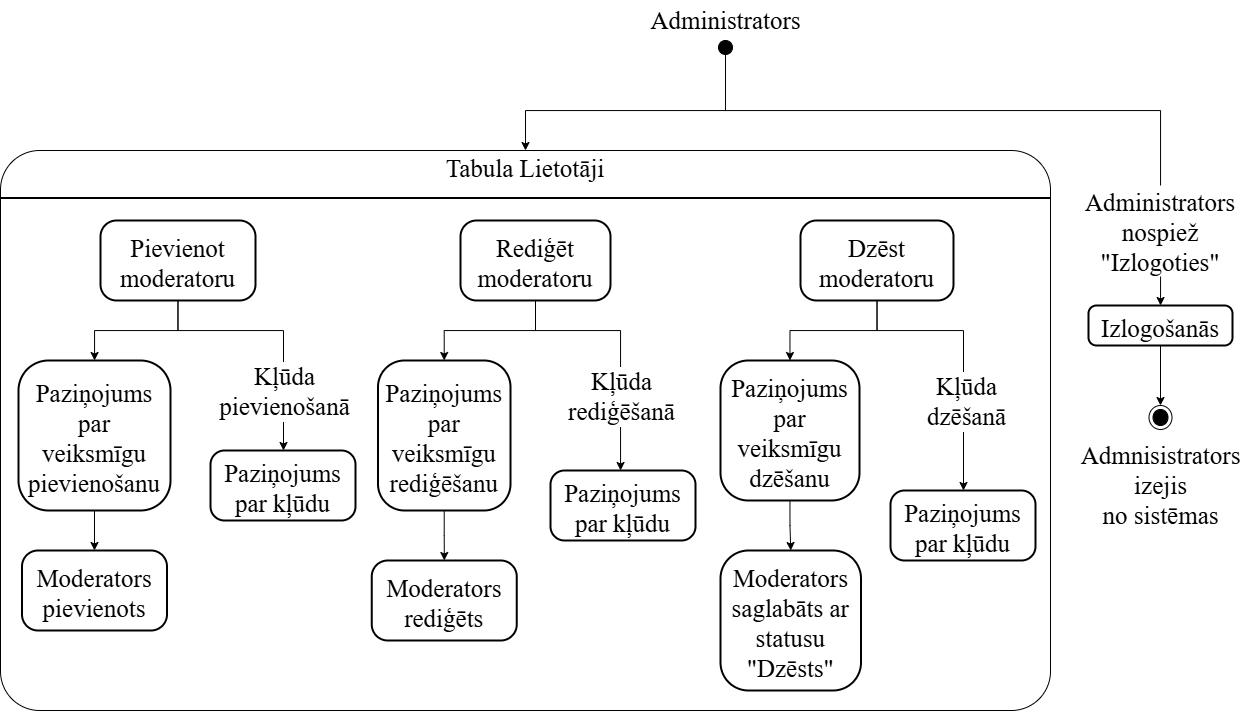 Administrators
Tabula Lietotāji
Pievienot
moderatoru
Rediģēt
moderatoru
Dzēst
moderatoru
Administrators
nospiež
"Izlogoties"
Izlogošanās
Paziņojums
par
veiksmīgu
pievienošanu
Kļūda
pievienošanā
Paziņojums
par kļūdu
Paziņojums
par
veiksmīgu
rediģēšanu
Kļūda
rediģēšanā
Paziņojums
par kļūdu
Paziņojums
par
veiksmīgu
dzēšanu
Kļūda
dzēšanā
Paziņojums
par kļūdu
Admnisistrators
izejis
no sistēmas
Moderators
pievienots
Moderators
rediģēts
Moderators
saglabāts ar
statusu
"Dzēsts"